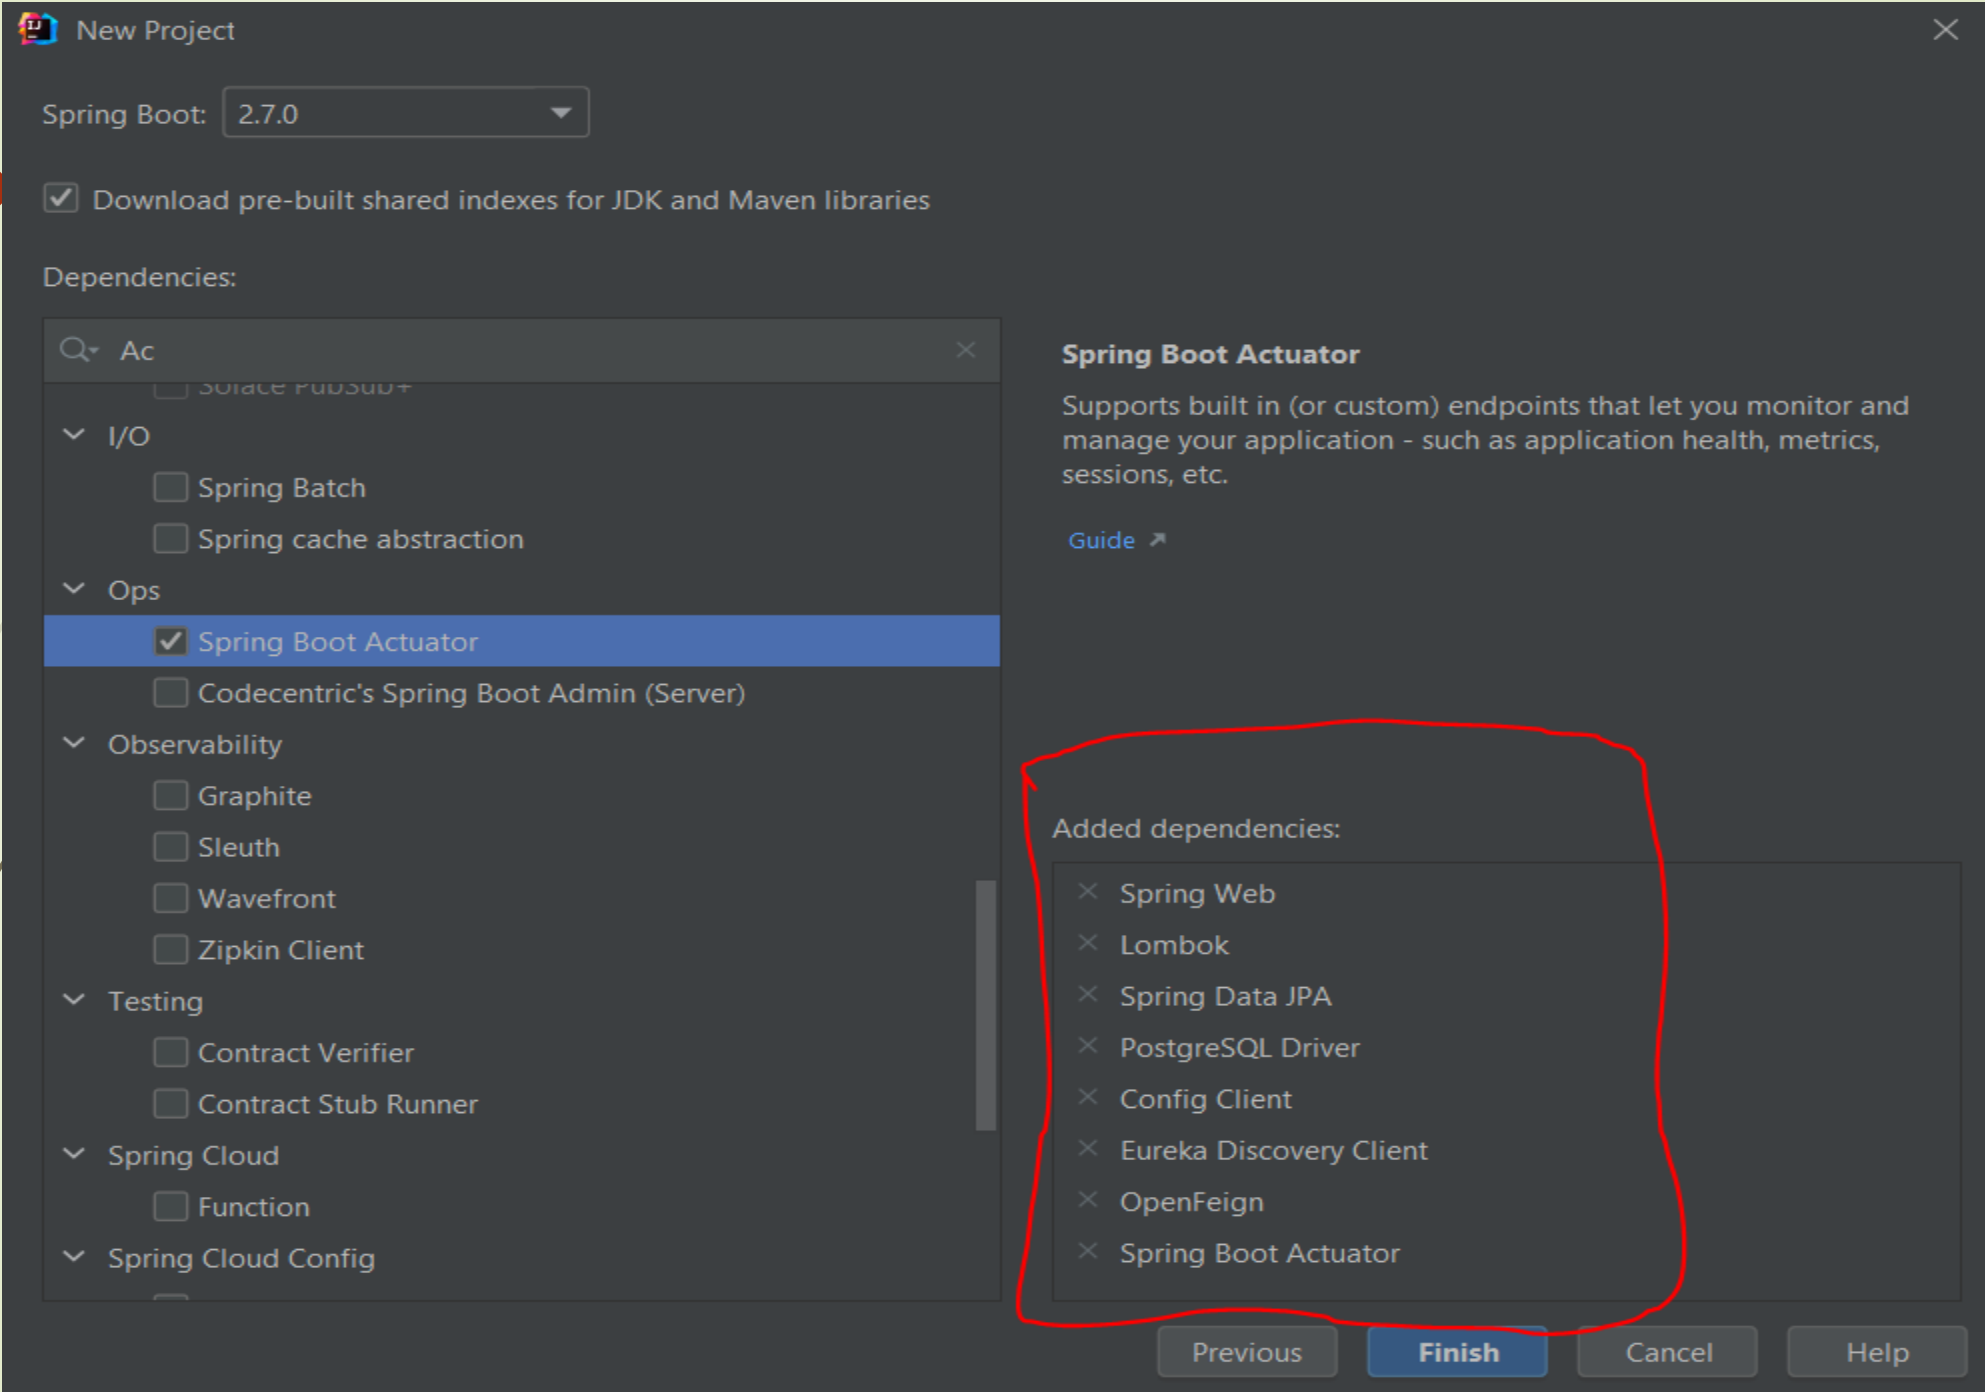 New Project
Spring Boot: 2.7.0
Download pre-built shared indexes for JDK and Maven libraries
Dependencies:
Ac
Solace PubSub+
I/O
Spring Batch
Spring cache abstraction
Ops
Spring Boot Actuator
Codecentric's Spring Boot Admin (Server)
Observability
Graphite
Sleuth
Wavefront
Zipkin Client
Testing
Contract Verifier
Contract Stub Runner
Spring Cloud
Function
Spring Cloud Config
Spring Boot Actuator
Supports built in (or custom) endpoints that let you monitor and
manage your application - such as application health, metrics,
sessions, etc.
Guide
Added dependencies:
Spring Web
Lombok
Spring Data JPA
PostgreSQL Driver
Config Client
Eureka Discovery Client
OpenFeign
Spring Boot Actuator
Previous Finish Cancel Help